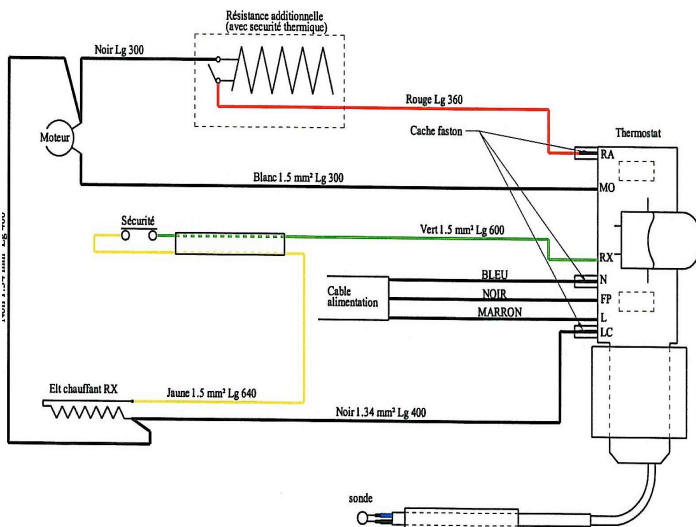 Résistance additionnelle
(avec securité thermique)
Noir Lg 300
Rouge Lg 360
Cache faston
Thermostat
RA
Moteur
Blanc 1.5 mm² Lg 300
MO
Sécurité
Vert 1.5 mm² Lg 600
RX
BLEU
N
Cable
alimentation
NOIR
FP
MARRON
L
LC
Elt chauffant RX
Jaune 1.5 mm² Lg 640
Noir 1.34 mm² Lg 400
sonde